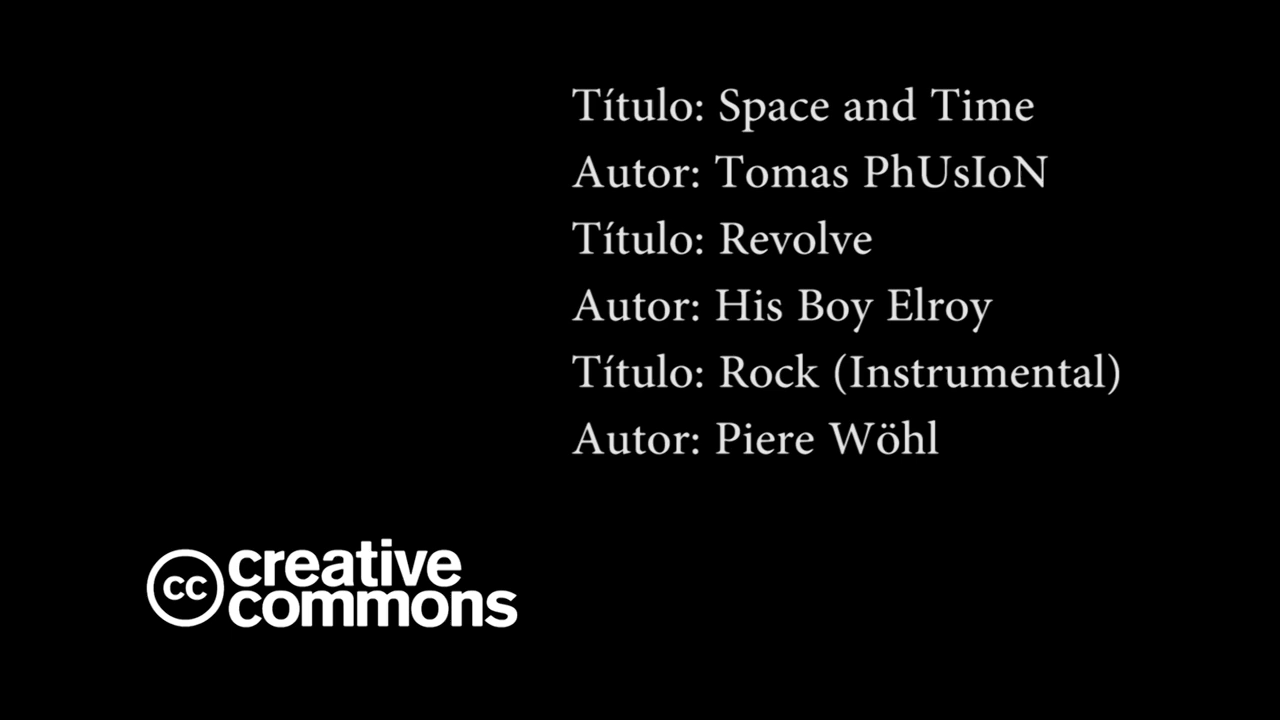 Título: Space and Time
Autor: Tomas PhUsIoN
Título: Revolve
Autor: His Boy Elroy
Título: Rock (Instrumental)
Autor: Piere Wöhl
cc creative
commons